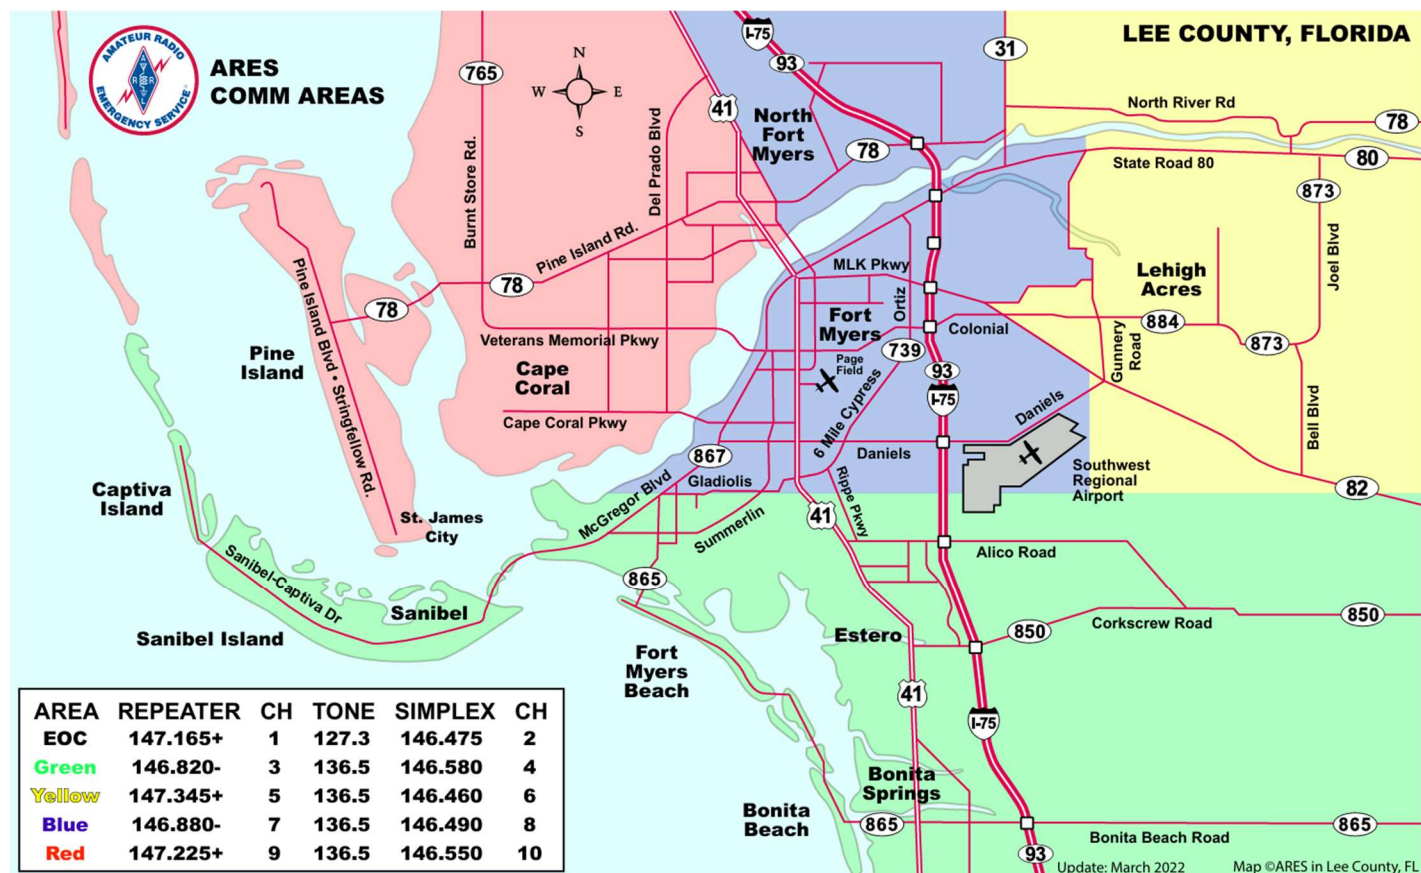 AMATEUR RADIO
EMERGENCY SERVICE
ARES
COMM AREAS
LEE COUNTY, FLORIDA
N
W
E
S
I-75
93
31
765
41
North
Fort
Myers
78
North River Rd
78
80
State Road 80
873
Burnt Store Rd.
Del Prado Blvd
Pine Island Rd.
78
78
Pine Island Blvd • Stringfellow Rd.
MLK Pkwy
Ortiz
Lehigh
Acres
Joel Blvd
Fort
Myers
Colonial
884
873
Gunnery
Road
Veterans Memorial Pkwy
Pine
Island
Cape
Coral
Page
Field
739
93
I-75
Cape Coral Pkwy
6 Mile Cypress
Daniels
Bell Blvd
867
Daniels
Gladiolis
McGregor Blvd
Summerlin
Rippe Pkwy
Southwest
Regional
Airport
82
Captiva
Island
St. James
City
41
Alico Road
Sanibel-Captiva Dr
865
Sanibel
Sanibel Island
Estero
850
Corkscrew Road
850
Fort
Myers
Beach
41
I-75
Bonita
Springs
Bonita
Beach
865
Bonita Beach Road
865
93
AREA REPEATER CH TONE SIMPLEX CH
EOC 147.165+ 1 127.3 146.475 2
Green 146.820- 3 136.5 146.580 4
Yellow 147.345+ 5 136.5 146.460 6
Blue 146.880- 7 136.5 146.490 8
Red 147.225+ 9 136.5 146.550 10
Update: March 2022
Map ©ARES in Lee County, FL